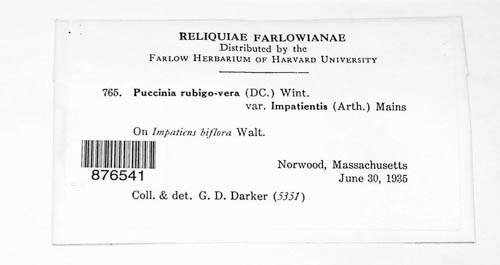 RELIQUIAE FARLOWIANAE
Distributed by the
FARLOW HERBARIUM OF HARVARD UNIVERSITY
765. Puccinia rubigo-vera (DC.) Wint.
var. Impatientis (Arth.) Mains
On Impatiens biflora Walt.
Norwood, Massachusetts
June 30, 1935
876541
Coll. & det. G. D. Darker (5351)